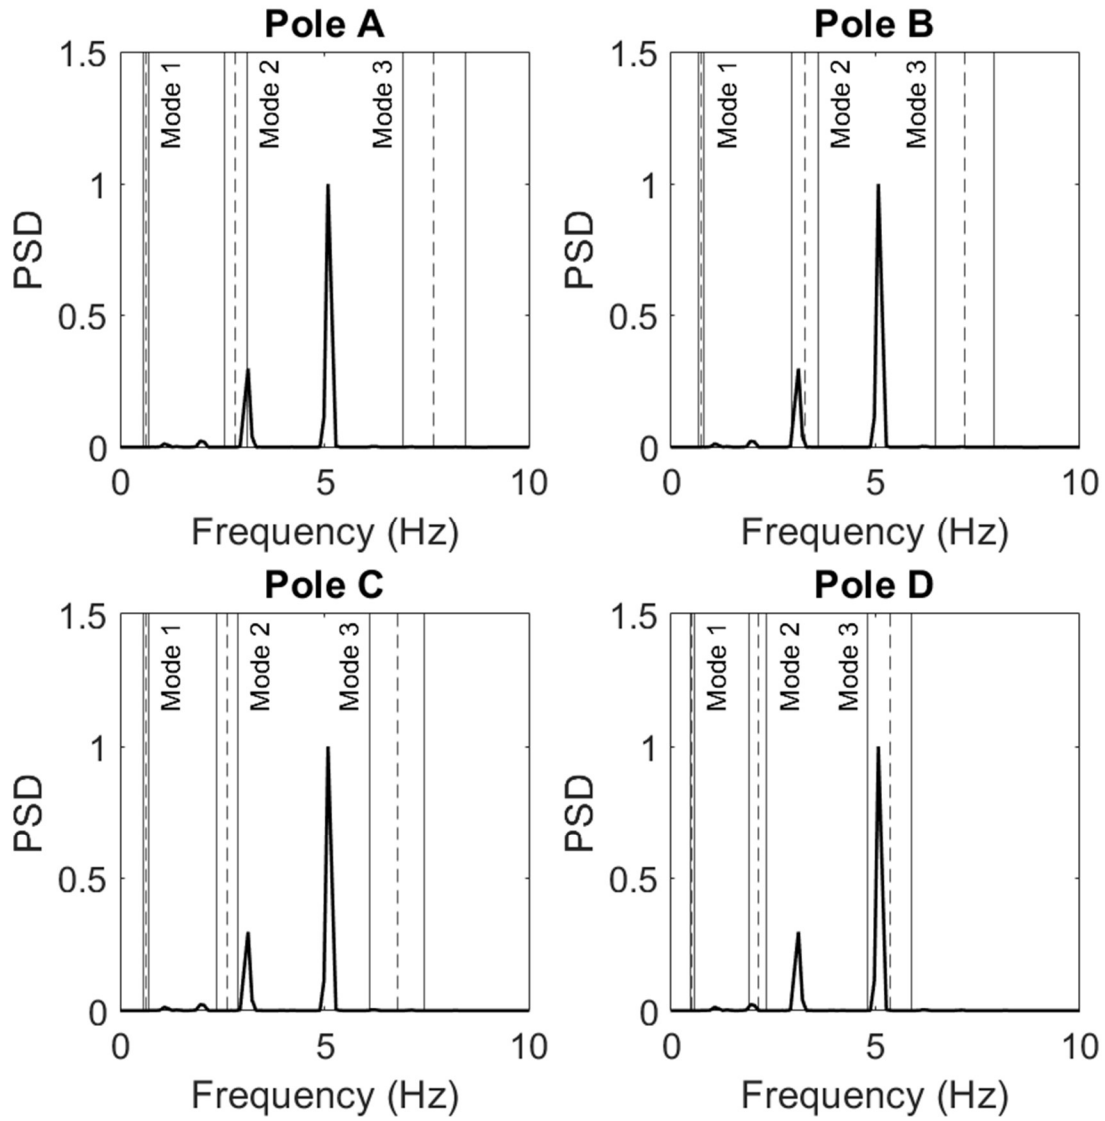 Pole A
1.5
1
0.5
0
PSD
Mode 1
Mode 2
Mode 3
0 5 10
Frequency (Hz)
Pole B
1.5
1
0.5
0
PSD
Mode 1
Mode 2
Mode 3
0 5 10
Frequency (Hz)
Pole C
1.5
1
0.5
0
PSD
Mode 1
Mode 2
Mode 3
0 5 10
Frequency (Hz)
Pole D
1.5
1
0.5
0
PSD
Mode 1
Mode 2
Mode 3
0 5 10
Frequency (Hz)